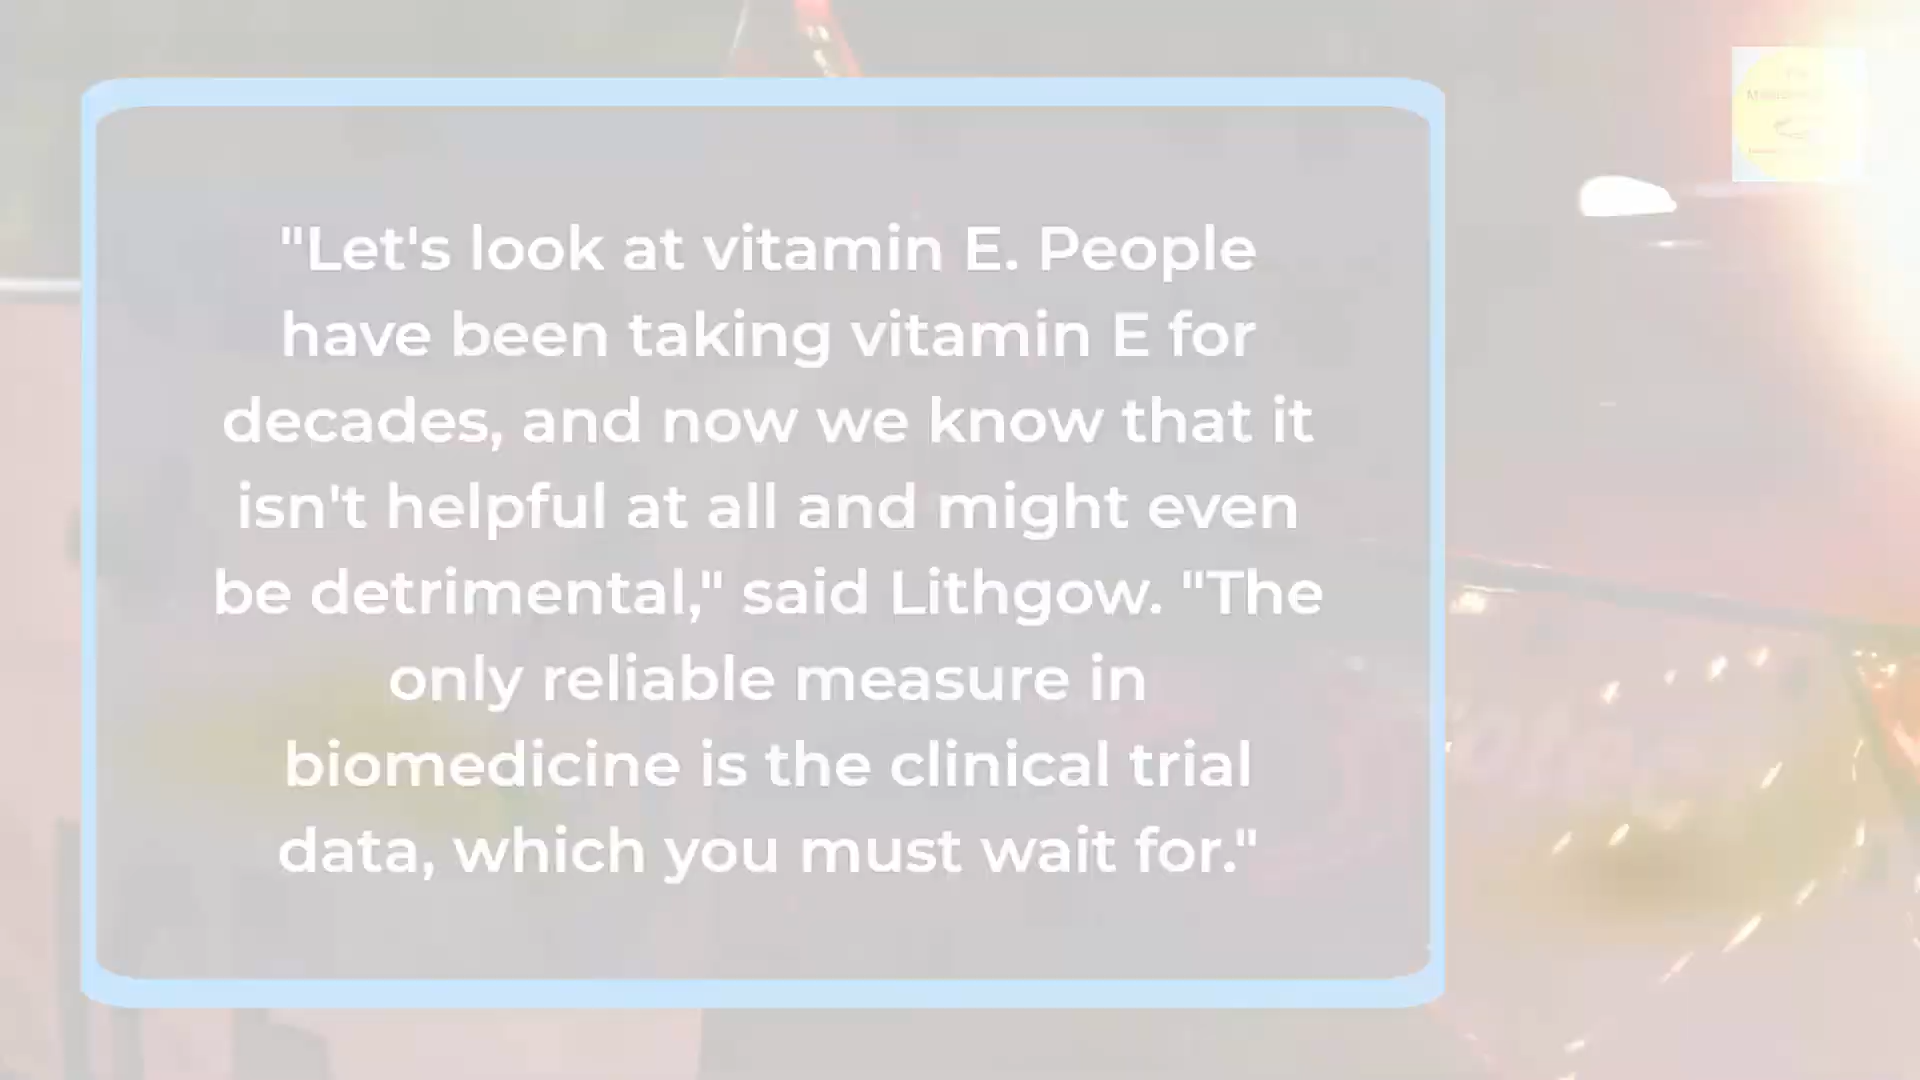 "Let's look at vitamin E. People
have been taking vitamin E for
decades, and now we know that it
isn't helpful at all and might even
be detrimental," said Lithgow. "The
only reliable measure in
biomedicine is the clinical trial
data, which you must wait for."